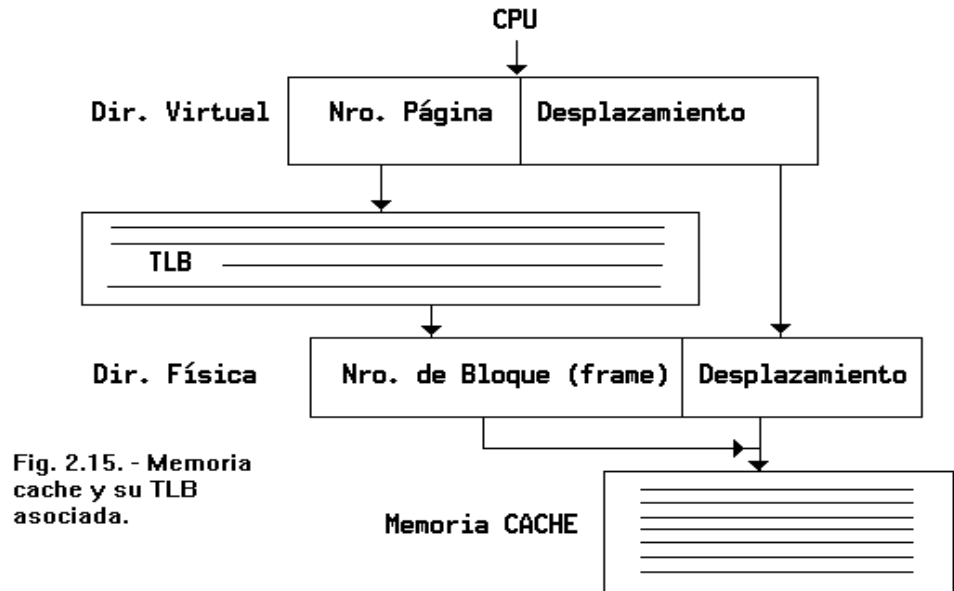 CPU
Dir. Virtual
Nro. Página
Desplazamiento
TLB
Dir. Física
Nro. de Bloque (frame)
Desplazamiento
Fig. 2.15. - Memoria
cache y su TLB
asociada.
Memoria CACHE